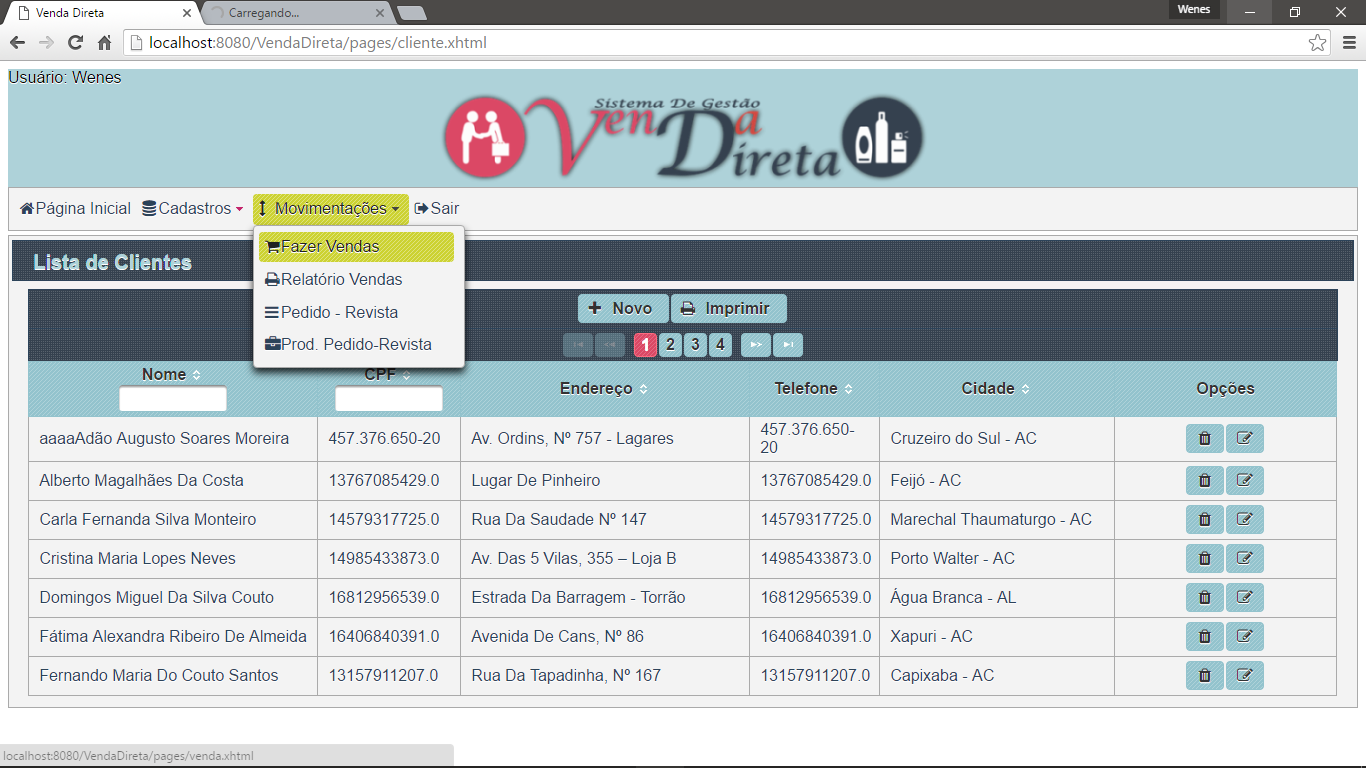 Venda Direta
Carregando...
Wenes
localhost:8080/VendaDireta/pages/cliente.xhtml
Usuário: Wenes
Sistema De Gestão
VenDa
Direta
Página Inicial Cadastros Movimentações Sair
Fazer Vendas
Relatório Vendas
Pedido - Revista
Prod. Pedido-Revista
Lista de Clientes
Novo Imprimir
1 2 3 4
Nome CPF Endereço Telefone Cidade Opções
aaaaAdão Augusto Soares Moreira 457.376.650-20 Av. Ordins, Nº 757 - Lagares 457.376.650-20 Cruzeiro do Sul - AC
Alberto Magalhães Da Costa 13767085429.0 Lugar De Pinheiro 13767085429.0 Feijó - AC
Carla Fernanda Silva Monteiro 14579317725.0 Rua Da Saudade Nº 147 14579317725.0 Marechal Thaumaturgo - AC
Cristina Maria Lopes Neves 14985433873.0 Av. Das 5 Vilas, 355 – Loja B 14985433873.0 Porto Walter - AC
Domingos Miguel Da Silva Couto 16812956539.0 Estrada Da Barragem - Torrão 16812956539.0 Água Branca - AL
Fátima Alexandra Ribeiro De Almeida 16406840391.0 Avenida De Cans, Nº 86 16406840391.0 Xapuri - AC
Fernando Maria Do Couto Santos 13157911207.0 Rua Da Tapadinha, Nº 167 13157911207.0 Capixaba - AC
localhost:8080/VendaDireta/pages/venda.xhtml